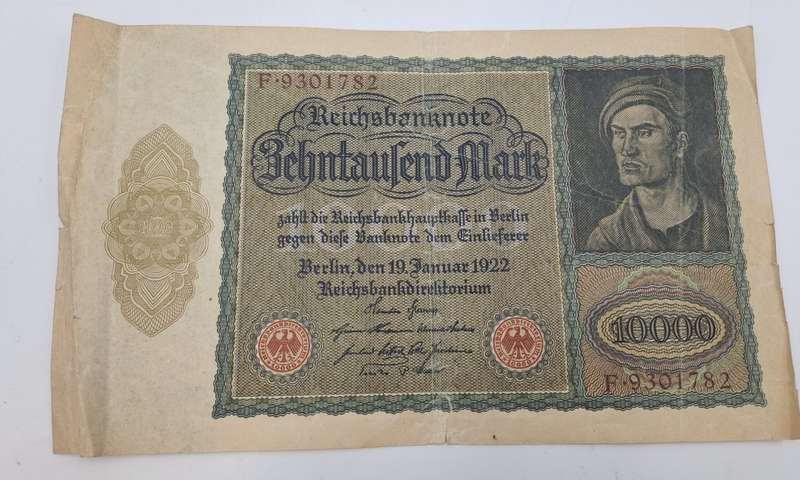 F·9301782
Reichsbanknote
Zehntausend Mark
zahlt die Reichsbankhauptkasse in Berlin
gegen diese Banknote dem Einlieferer
Berlin, den 19. Januar 1922
Reichsbankdirektorium
10000
F·9301782